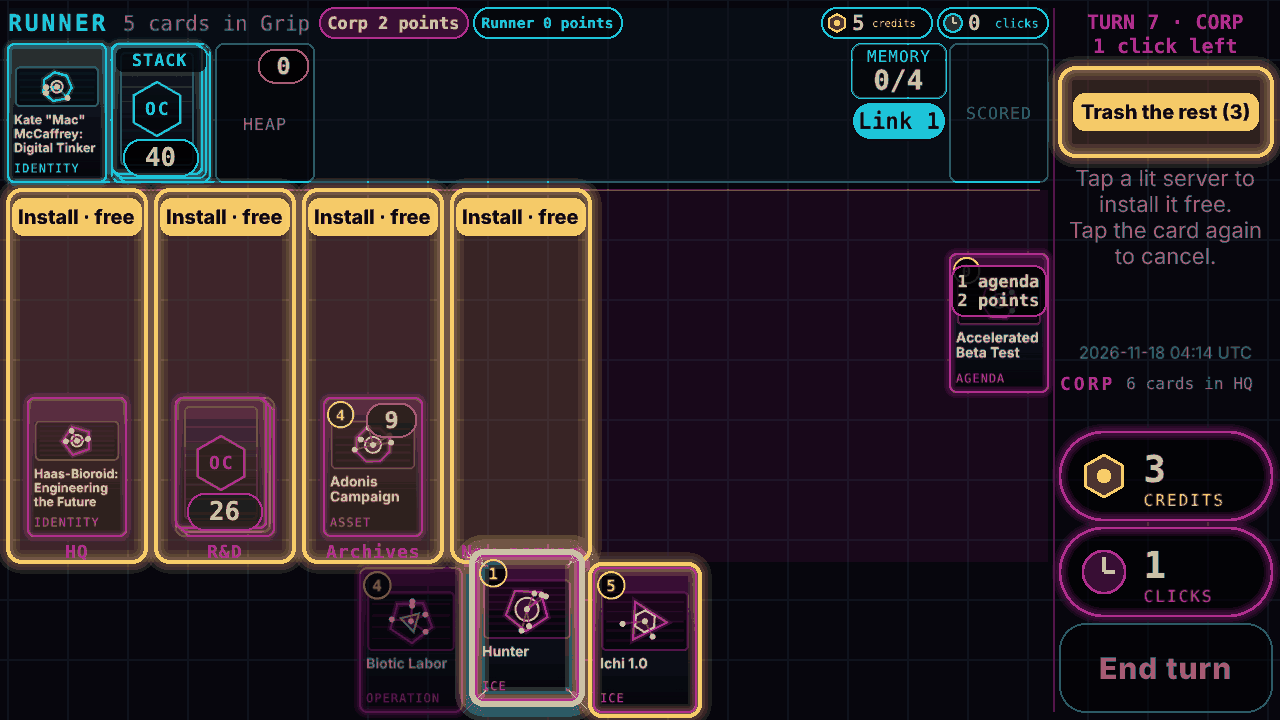 RUNNER 5 cards in Grip
Corp 2 points
Runner 0 points
5 credits
0 clicks
TURN 7 · CORP
1 click left
Kate "Mac"
McCaffrey:
Digital Tinker
IDENTITY
STACK
OC
40
0
HEAP
MEMORY
0/4
Link 1
SCORED
Trash the rest (3)
Tap a lit server to
install it free.
Tap the card again
to cancel.
Install · free
Install · free
Install · free
Install · free
1 agenda
2 points
Accelerated
Beta Test
AGENDA
2026-11-18 04:14 UTC
CORP 6 cards in HQ
Haas-Bioroid:
Engineering
the Future
IDENTITY
HQ
OC
26
R&D
4
9
Adonis
Campaign
ASSET
Archives
3
CREDITS
1
CLICKS
End turn
4
Biotic Labor
OPERATION
1
Hunter
ICE
5
Ichi 1.0
ICE